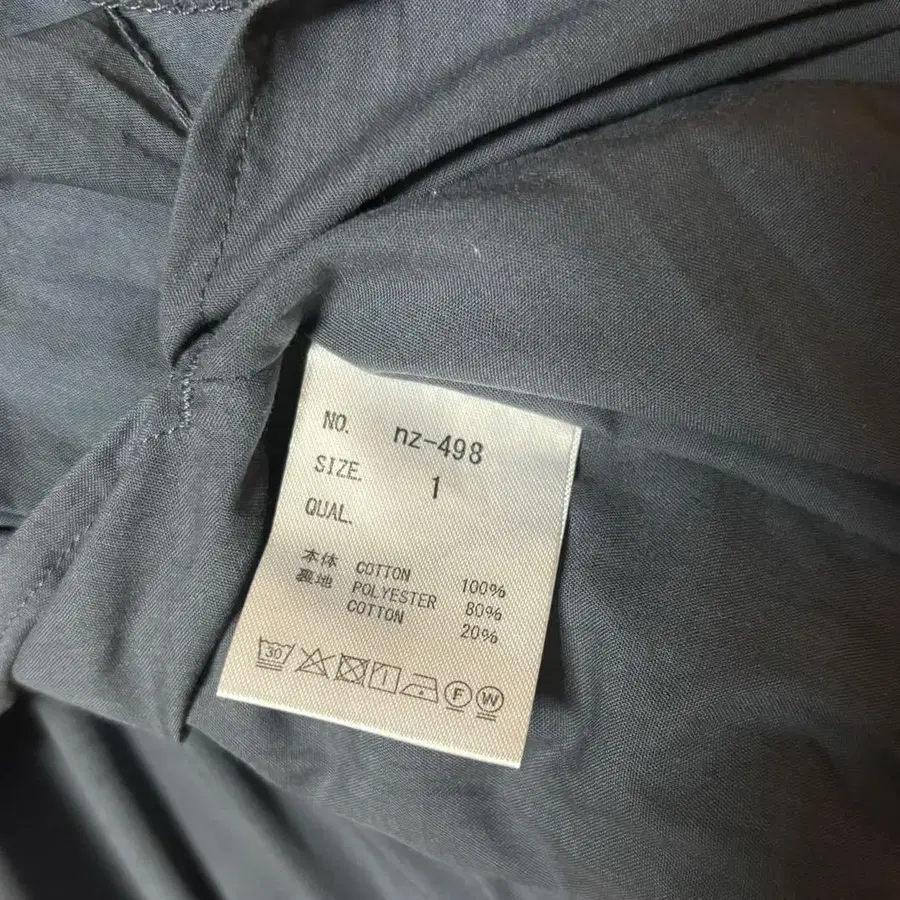 NO. nz-498
SIZE. 1
QUAL.
本体 COTTON 100%
裏地 POLYESTER 80%
COTTON 20%
30 F W